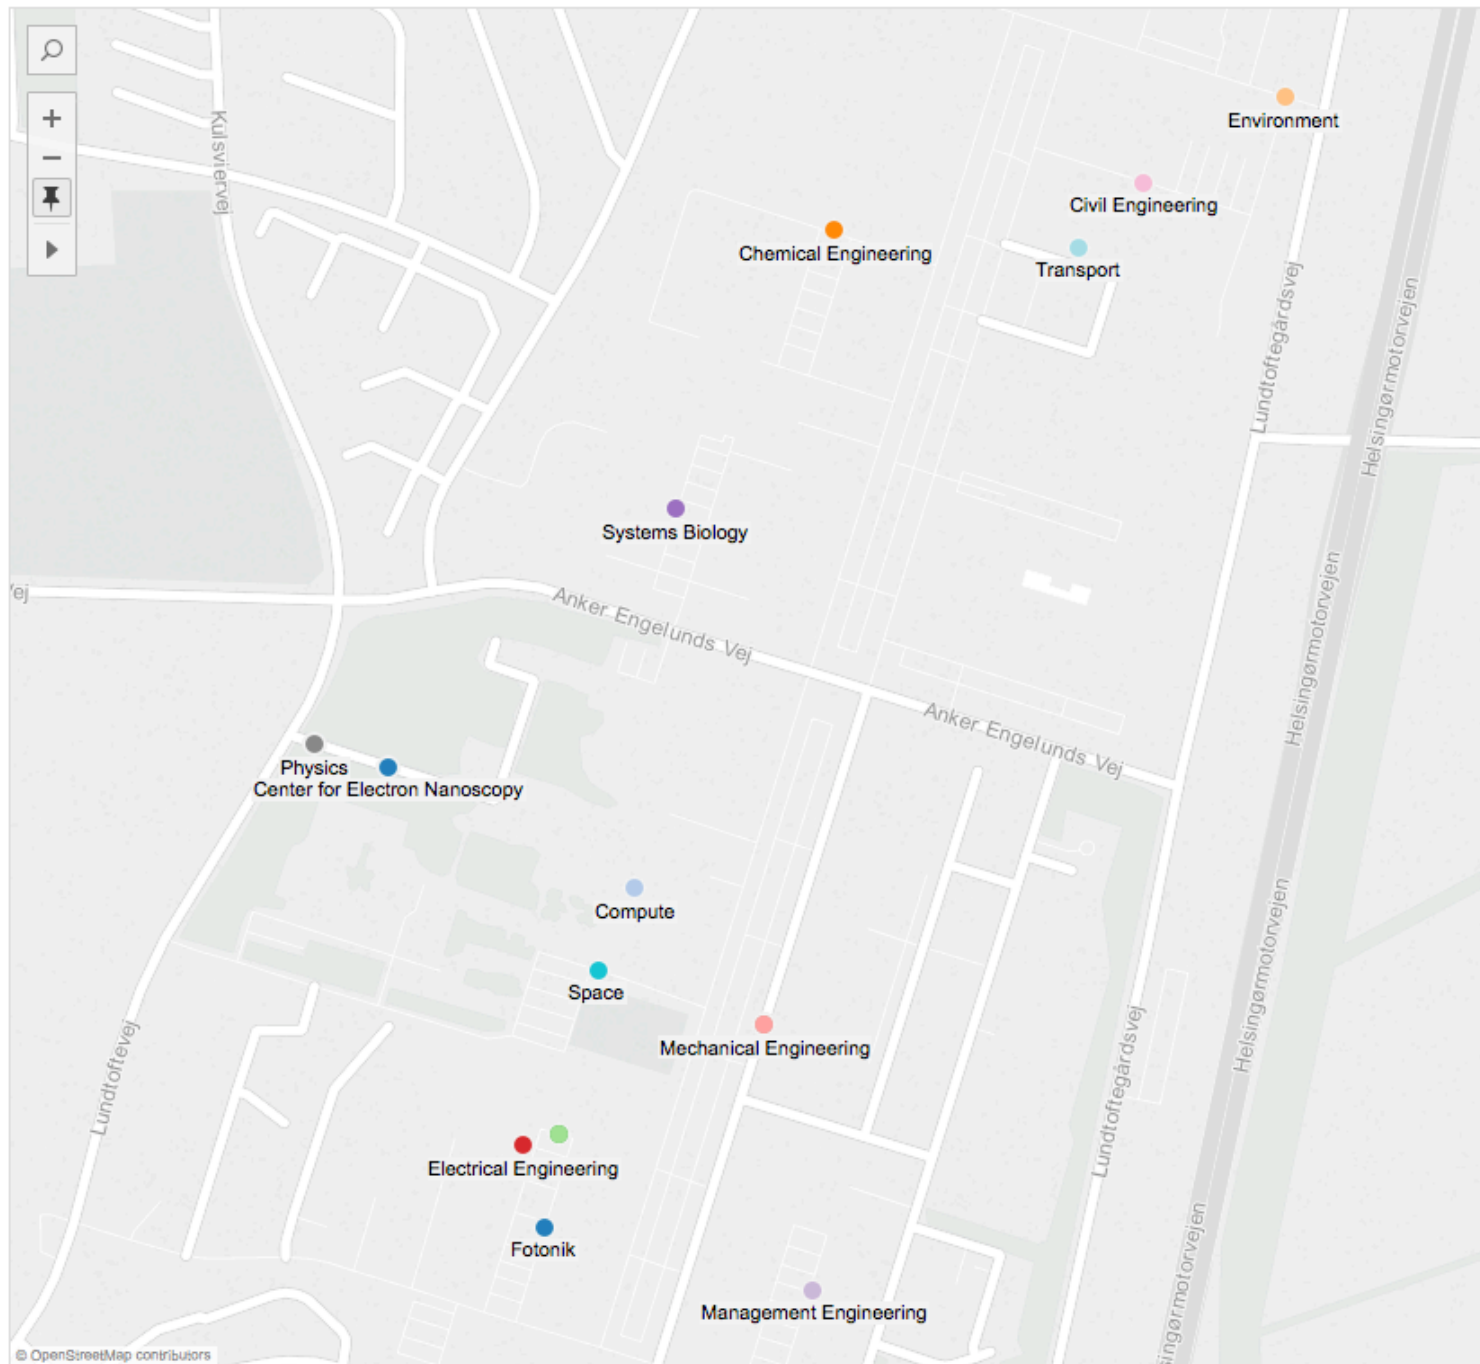 Environment
Kulsviervej
Civil Engineering
Chemical Engineering
Transport
Lundtoftegårdsvej
Helsingørmotorvejen
Systems Biology
Anker Engelunds Vej
Helsingørmotorvejen
Anker Engelunds Vej
Physics
Center for Electron Nanoscopy
Compute
Helsingørmotorvejen
Space
Mechanical Engineering
Lundtoftevej
Lundtoftegårdsvej
Electrical Engineering
Fotonik
Management Engineering
© OpenStreetMap contributors